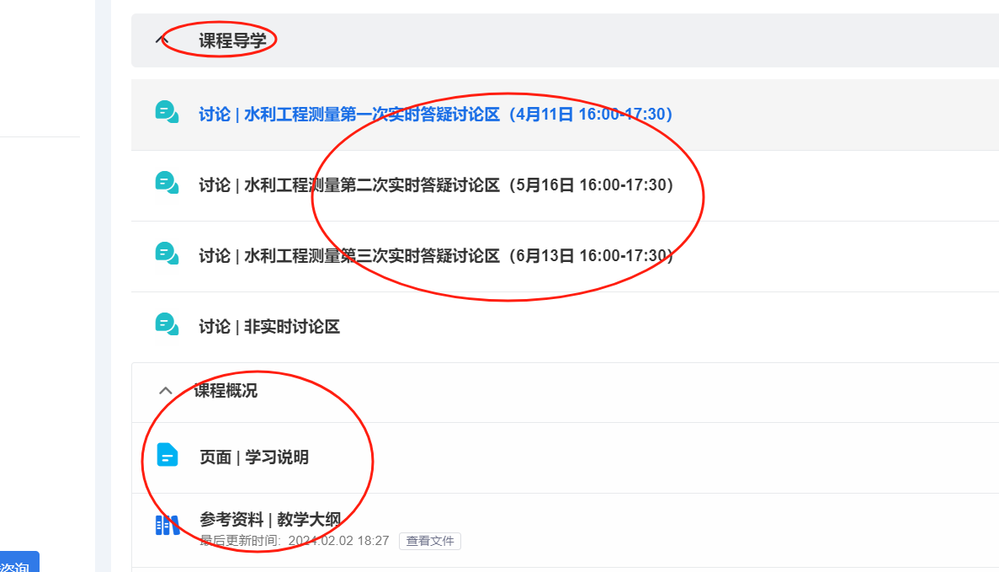 课程导学
讨论 | 水利工程测量第一次实时答疑讨论区（4月11日 16:00-17:30）
讨论 | 水利工程测量第二次实时答疑讨论区（5月16日 16:00-17:30）
讨论 | 水利工程测量第三次实时答疑讨论区（6月13日 16:00-17:30）
讨论 | 非实时讨论区
课程概况
页面 | 学习说明
参考资料 | 教学大纲
最后更新时间: 2024.02.02 18:27 查看文件
咨询